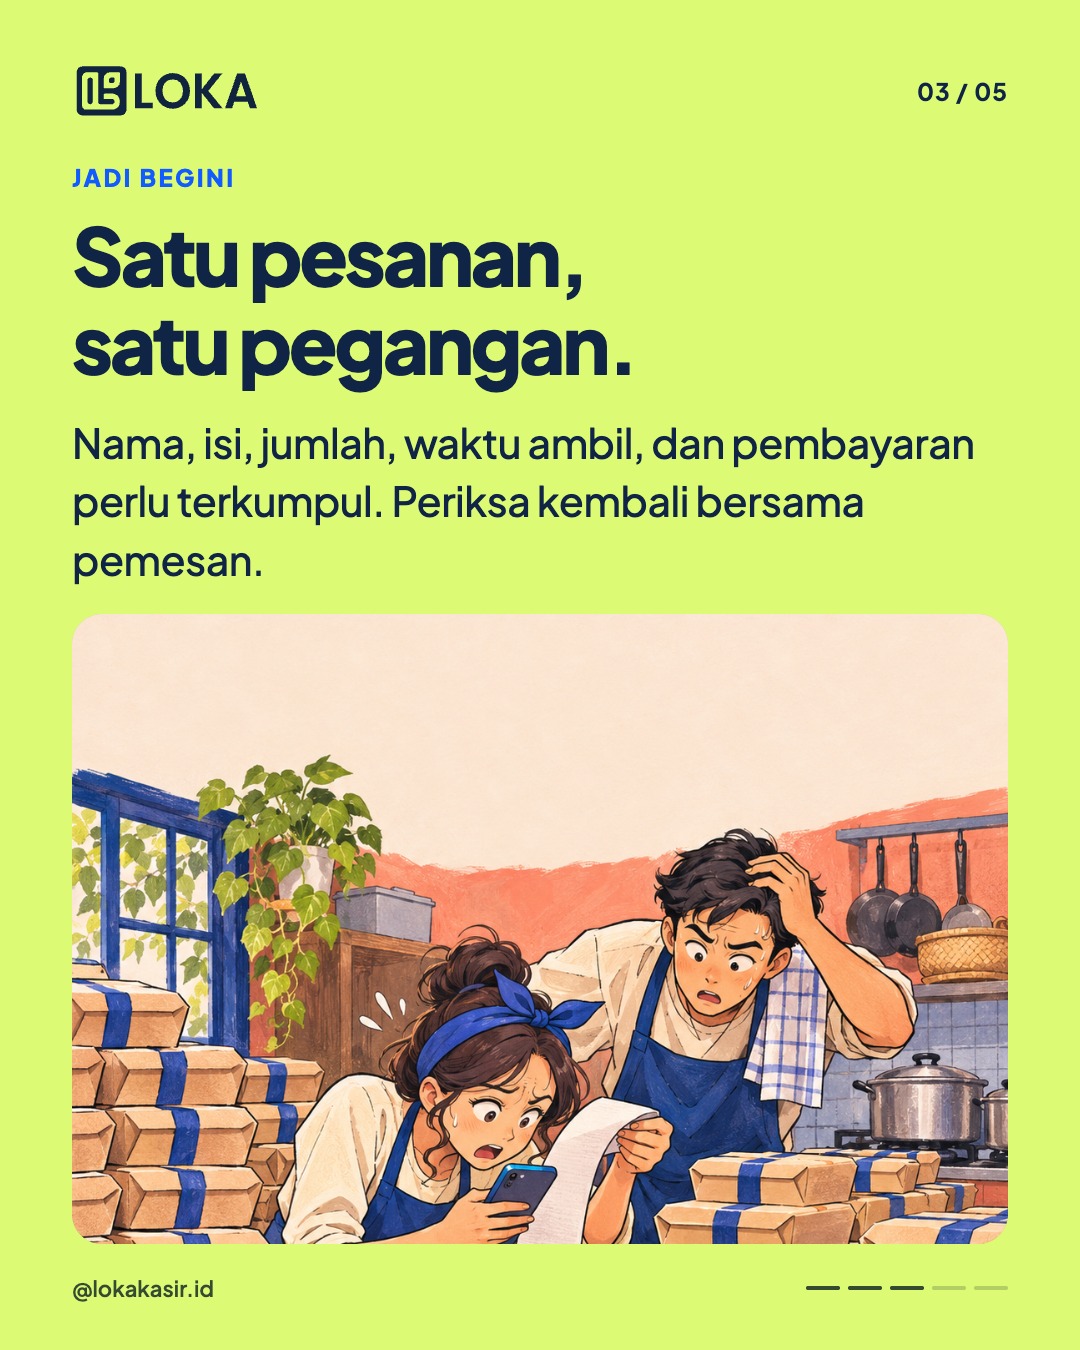 LOKA
03 / 05
JADI BEGINI
Satu pesanan,
satu pegangan.
Nama, isi, jumlah, waktu ambil, dan pembayaran
perlu terkumpul. Periksa kembali bersama
pemesan.
@lokakasir.id